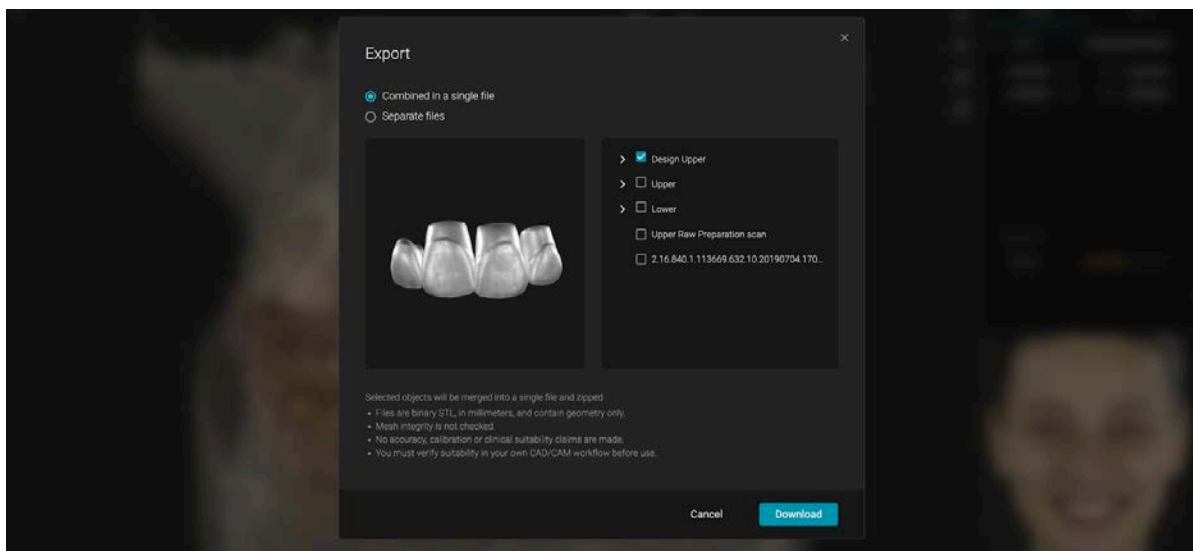 Export
Combined in a single file
Separate files
Design Upper
Upper
Lower
Upper Raw Preparation scan
2.16.840.1.113669.632.10.20190704.170...
Selected objects will be merged into a single file and zipped
• Files are binary STL, in millimeters, and contain geometry only.
• Mesh integrity is not checked.
• No accuracy, calibration or clinical suitability claims are made.
• You must verify suitability in your own CAD/CAM workflow before use.
Cancel
Download